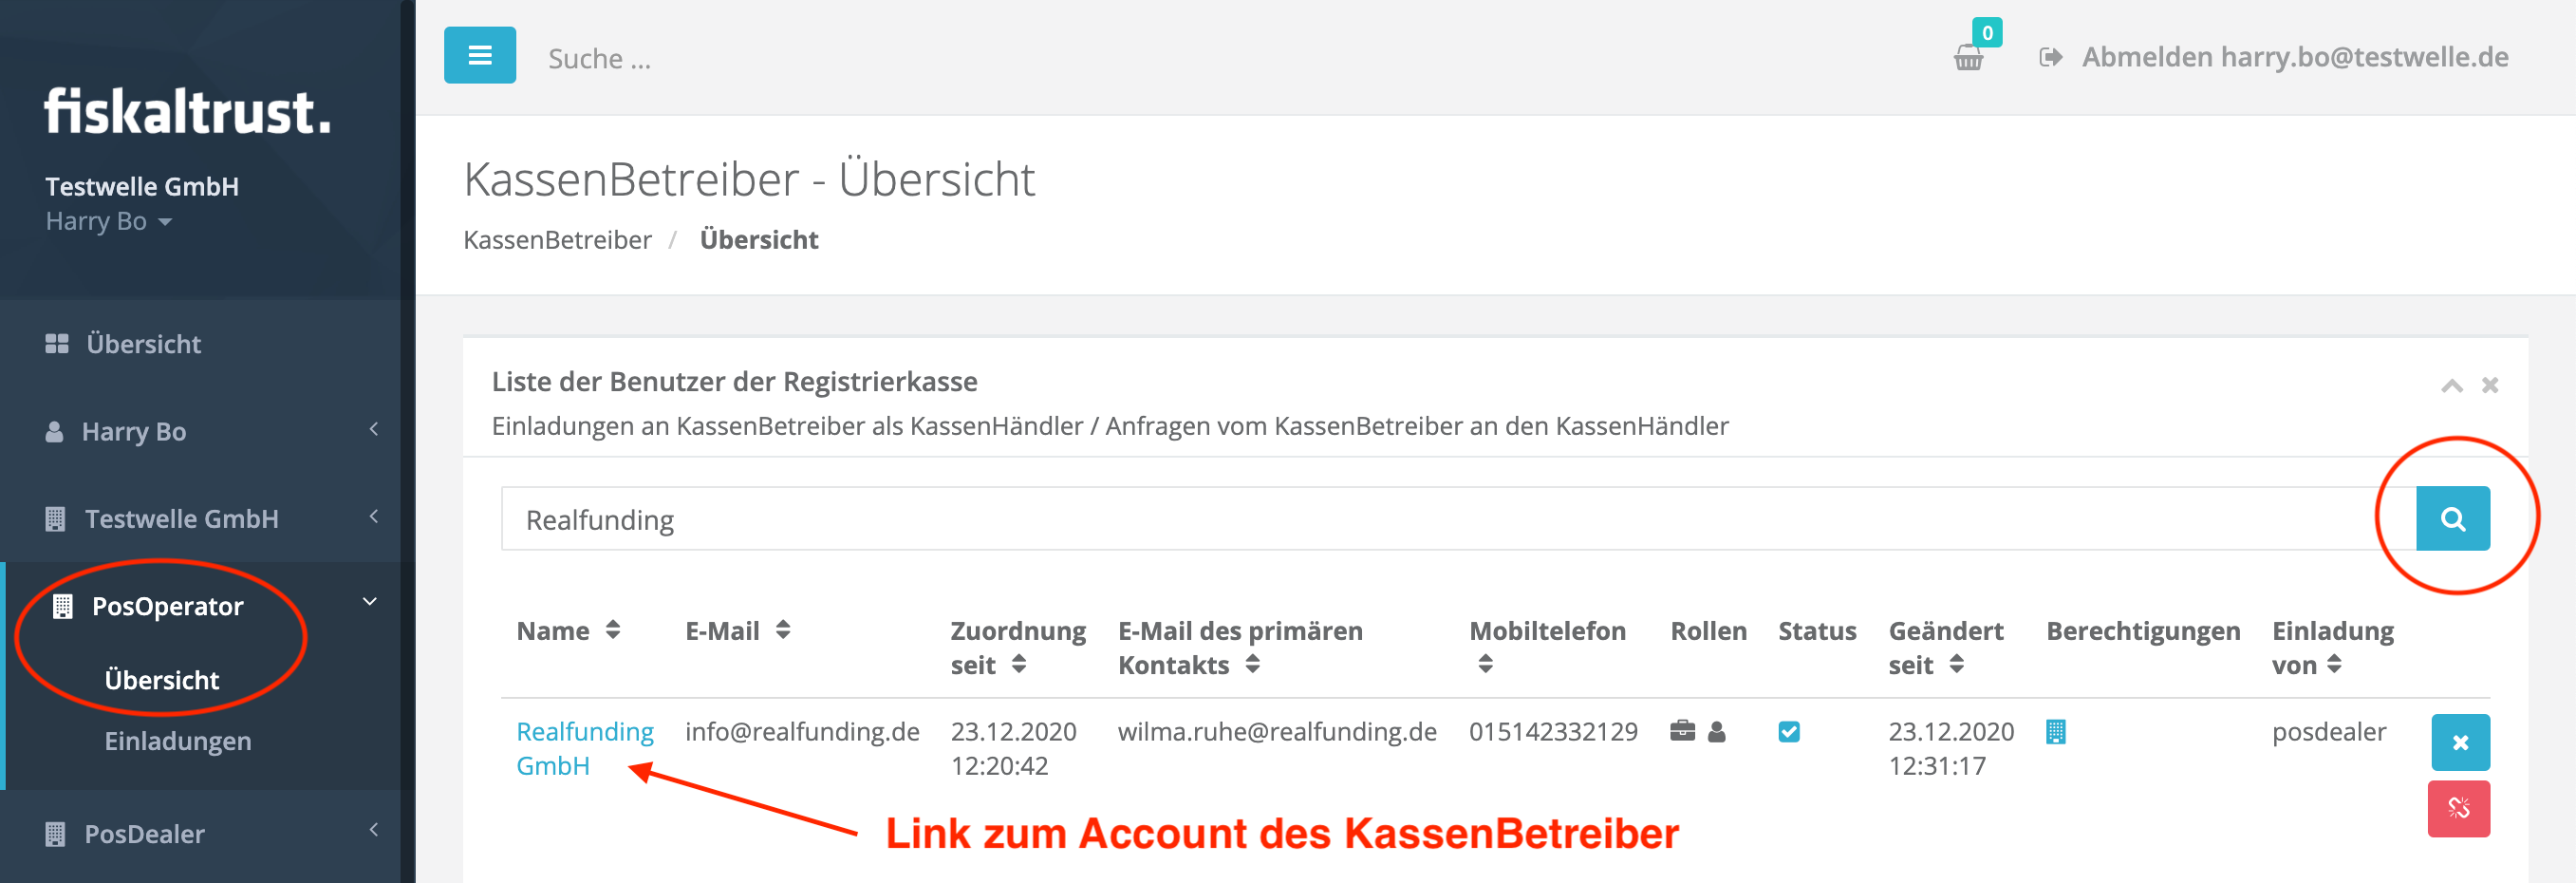 fiskaltrust.
Testwelle GmbH
Harry Bo
Übersicht
Harry Bo
Testwelle GmbH
PosOperator
Übersicht
Einladungen
PosDealer
Suche ...
0
Abmelden harry.bo@testwelle.de
KassenBetreiber - Übersicht
KassenBetreiber / Übersicht
Liste der Benutzer der Registrierkasse
Einladungen an KassenBetreiber als KassenHändler / Anfragen vom KassenBetreiber an den KassenHändler
Realfunding
Name E-Mail Zuordnung E-Mail des primären Mobiltelefon Rollen Status Geändert Berechtigungen Einladung
seit Kontakts seit von
Realfunding info@realfunding.de 23.12.2020 wilma.ruhe@realfunding.de 015142332129 23.12.2020 posdealer
GmbH 12:20:42 12:31:17
Link zum Account des KassenBetreiber